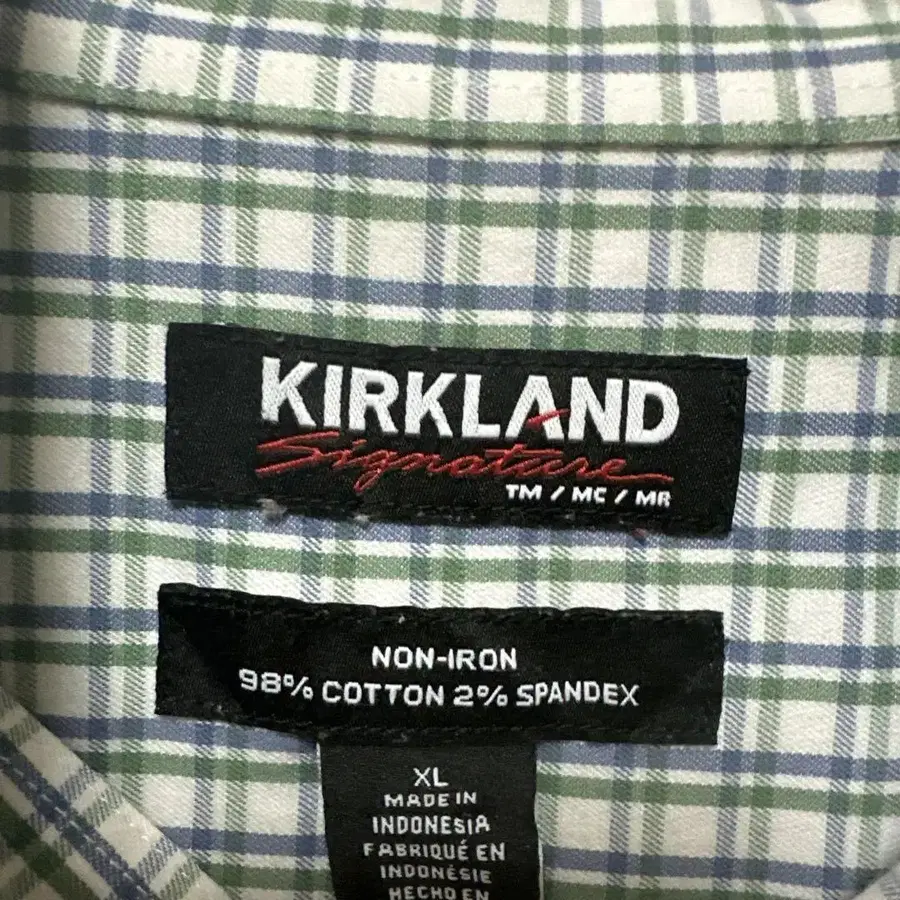 KIRKLAND
Signature
TM / MC / MR
NON-IRON
98% COTTON 2% SPANDEX
XL
MADE IN
INDONESIA
FABRIQUÉ EN
INDONÉSIE
HECHO EN